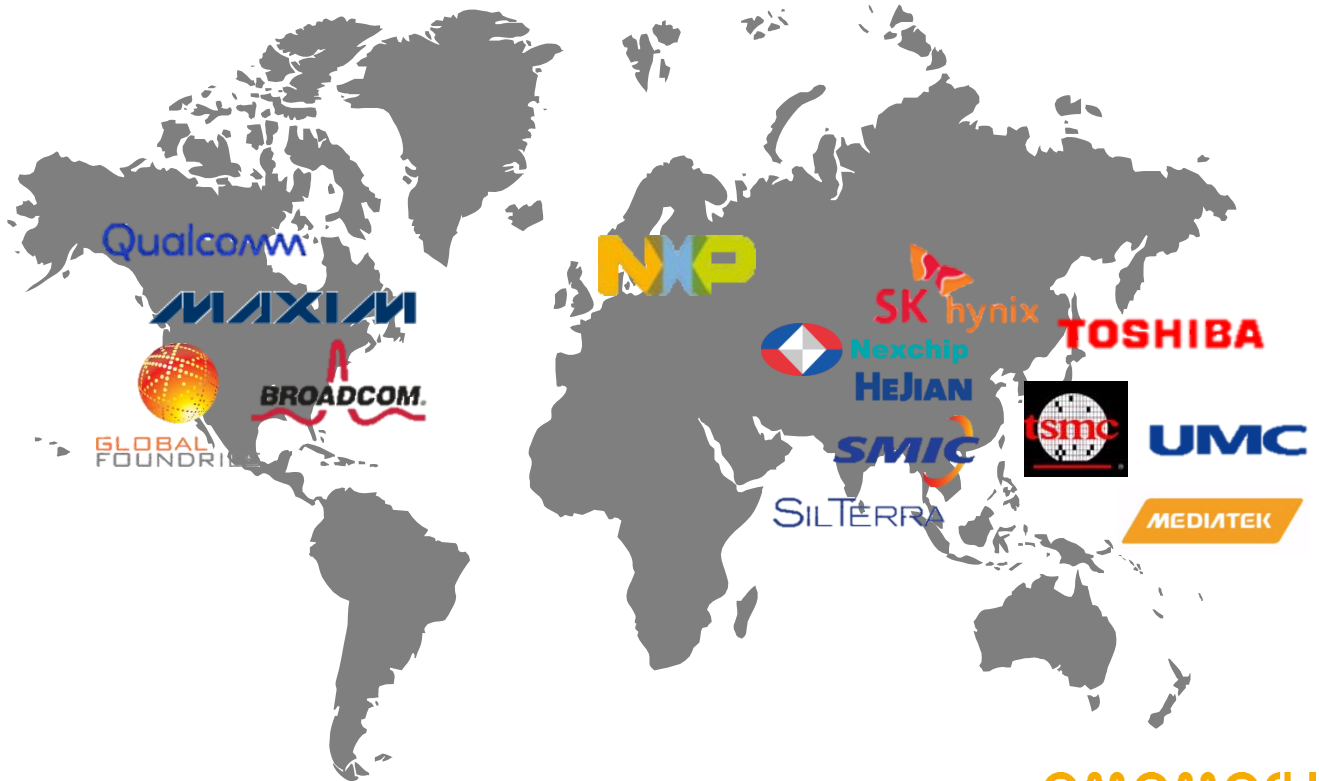 Qualcomm
MAXIM
BROADCOM.
GLOBAL
FOUNDRIES
NXP
SK hynix
Nexchip
HEJIAN
SMIC
SILTERRA
TOSHIBA
tsmc
UMC
MEDIATEK